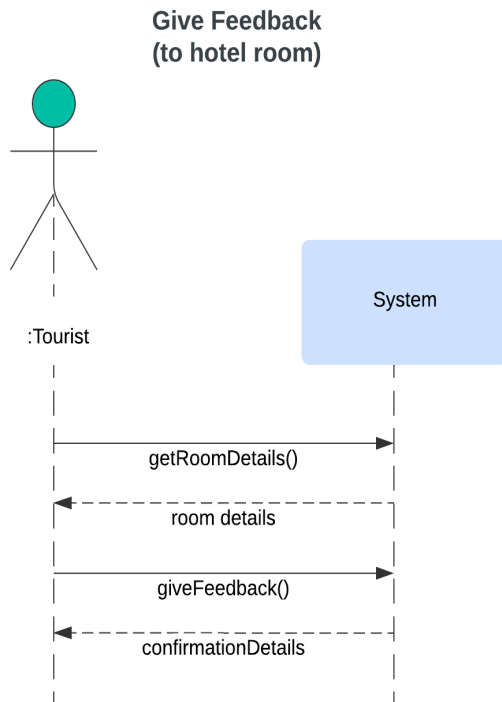 Give Feedback
(to hotel room)
System
:Tourist
getRoomDetails()
room details
giveFeedback()
confirmationDetails